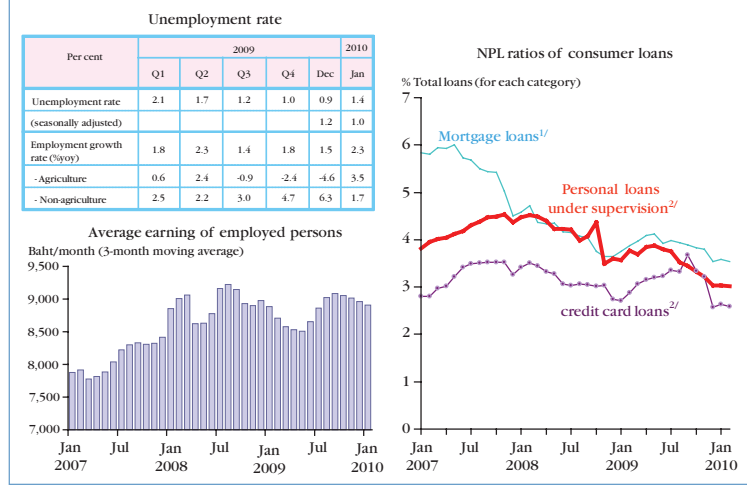 Unemployment rate
Per cent 2009 2010
Q1 Q2 Q3 Q4 Dec Jan
Unemployment rate 2.1 1.7 1.2 1.0 0.9 1.4
(seasonally adjusted) 1.2 1.0
Employment growth
rate (%yoy) 1.8 2.3 1.4 1.8 1.5 2.3
- Agriculture 0.6 2.4 -0.9 -2.4 -4.6 3.5
- Non-agriculture 2.5 2.2 3.0 4.7 6.3 1.7
Average earning of employed persons
Baht/month (3-month moving average)
9,500
9,000
8,500
8,000
7,500
7,000
Jan Jul Jan Jul Jan Jul Jan
2007 2008 2009 2010
NPL ratios of consumer loans
% Total loans (for each category)
7
6
5
4
3
2
1
0
Mortgage loans1/
Personal loans
under supervision2/
credit card loans2/
Jan Jul Jan Jul Jan Jul Jan
2007 2008 2009 2010